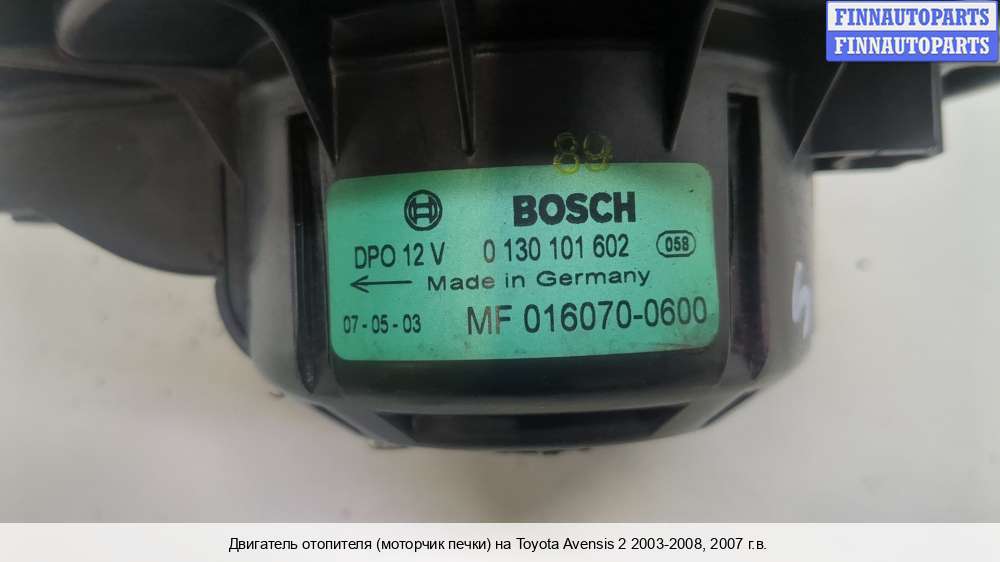 FINNAUTOPARTS
FINNAUTOPARTS
89
BOSCH
DPO 12 V 0 130 101 602 058
Made in Germany
07-05-03 MF 016070-0600
Двигатель отопителя (моторчик печки) на Toyota Avensis 2 2003-2008, 2007 г.в.